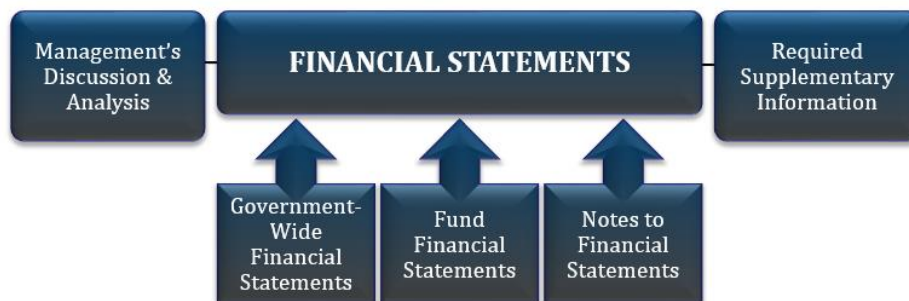 Management's
Discussion &
Analysis
FINANCIAL STATEMENTS
Required
Supplementary
Information
Government-
Wide
Financial
Statements
Fund
Financial
Statements
Notes to
Financial
Statements